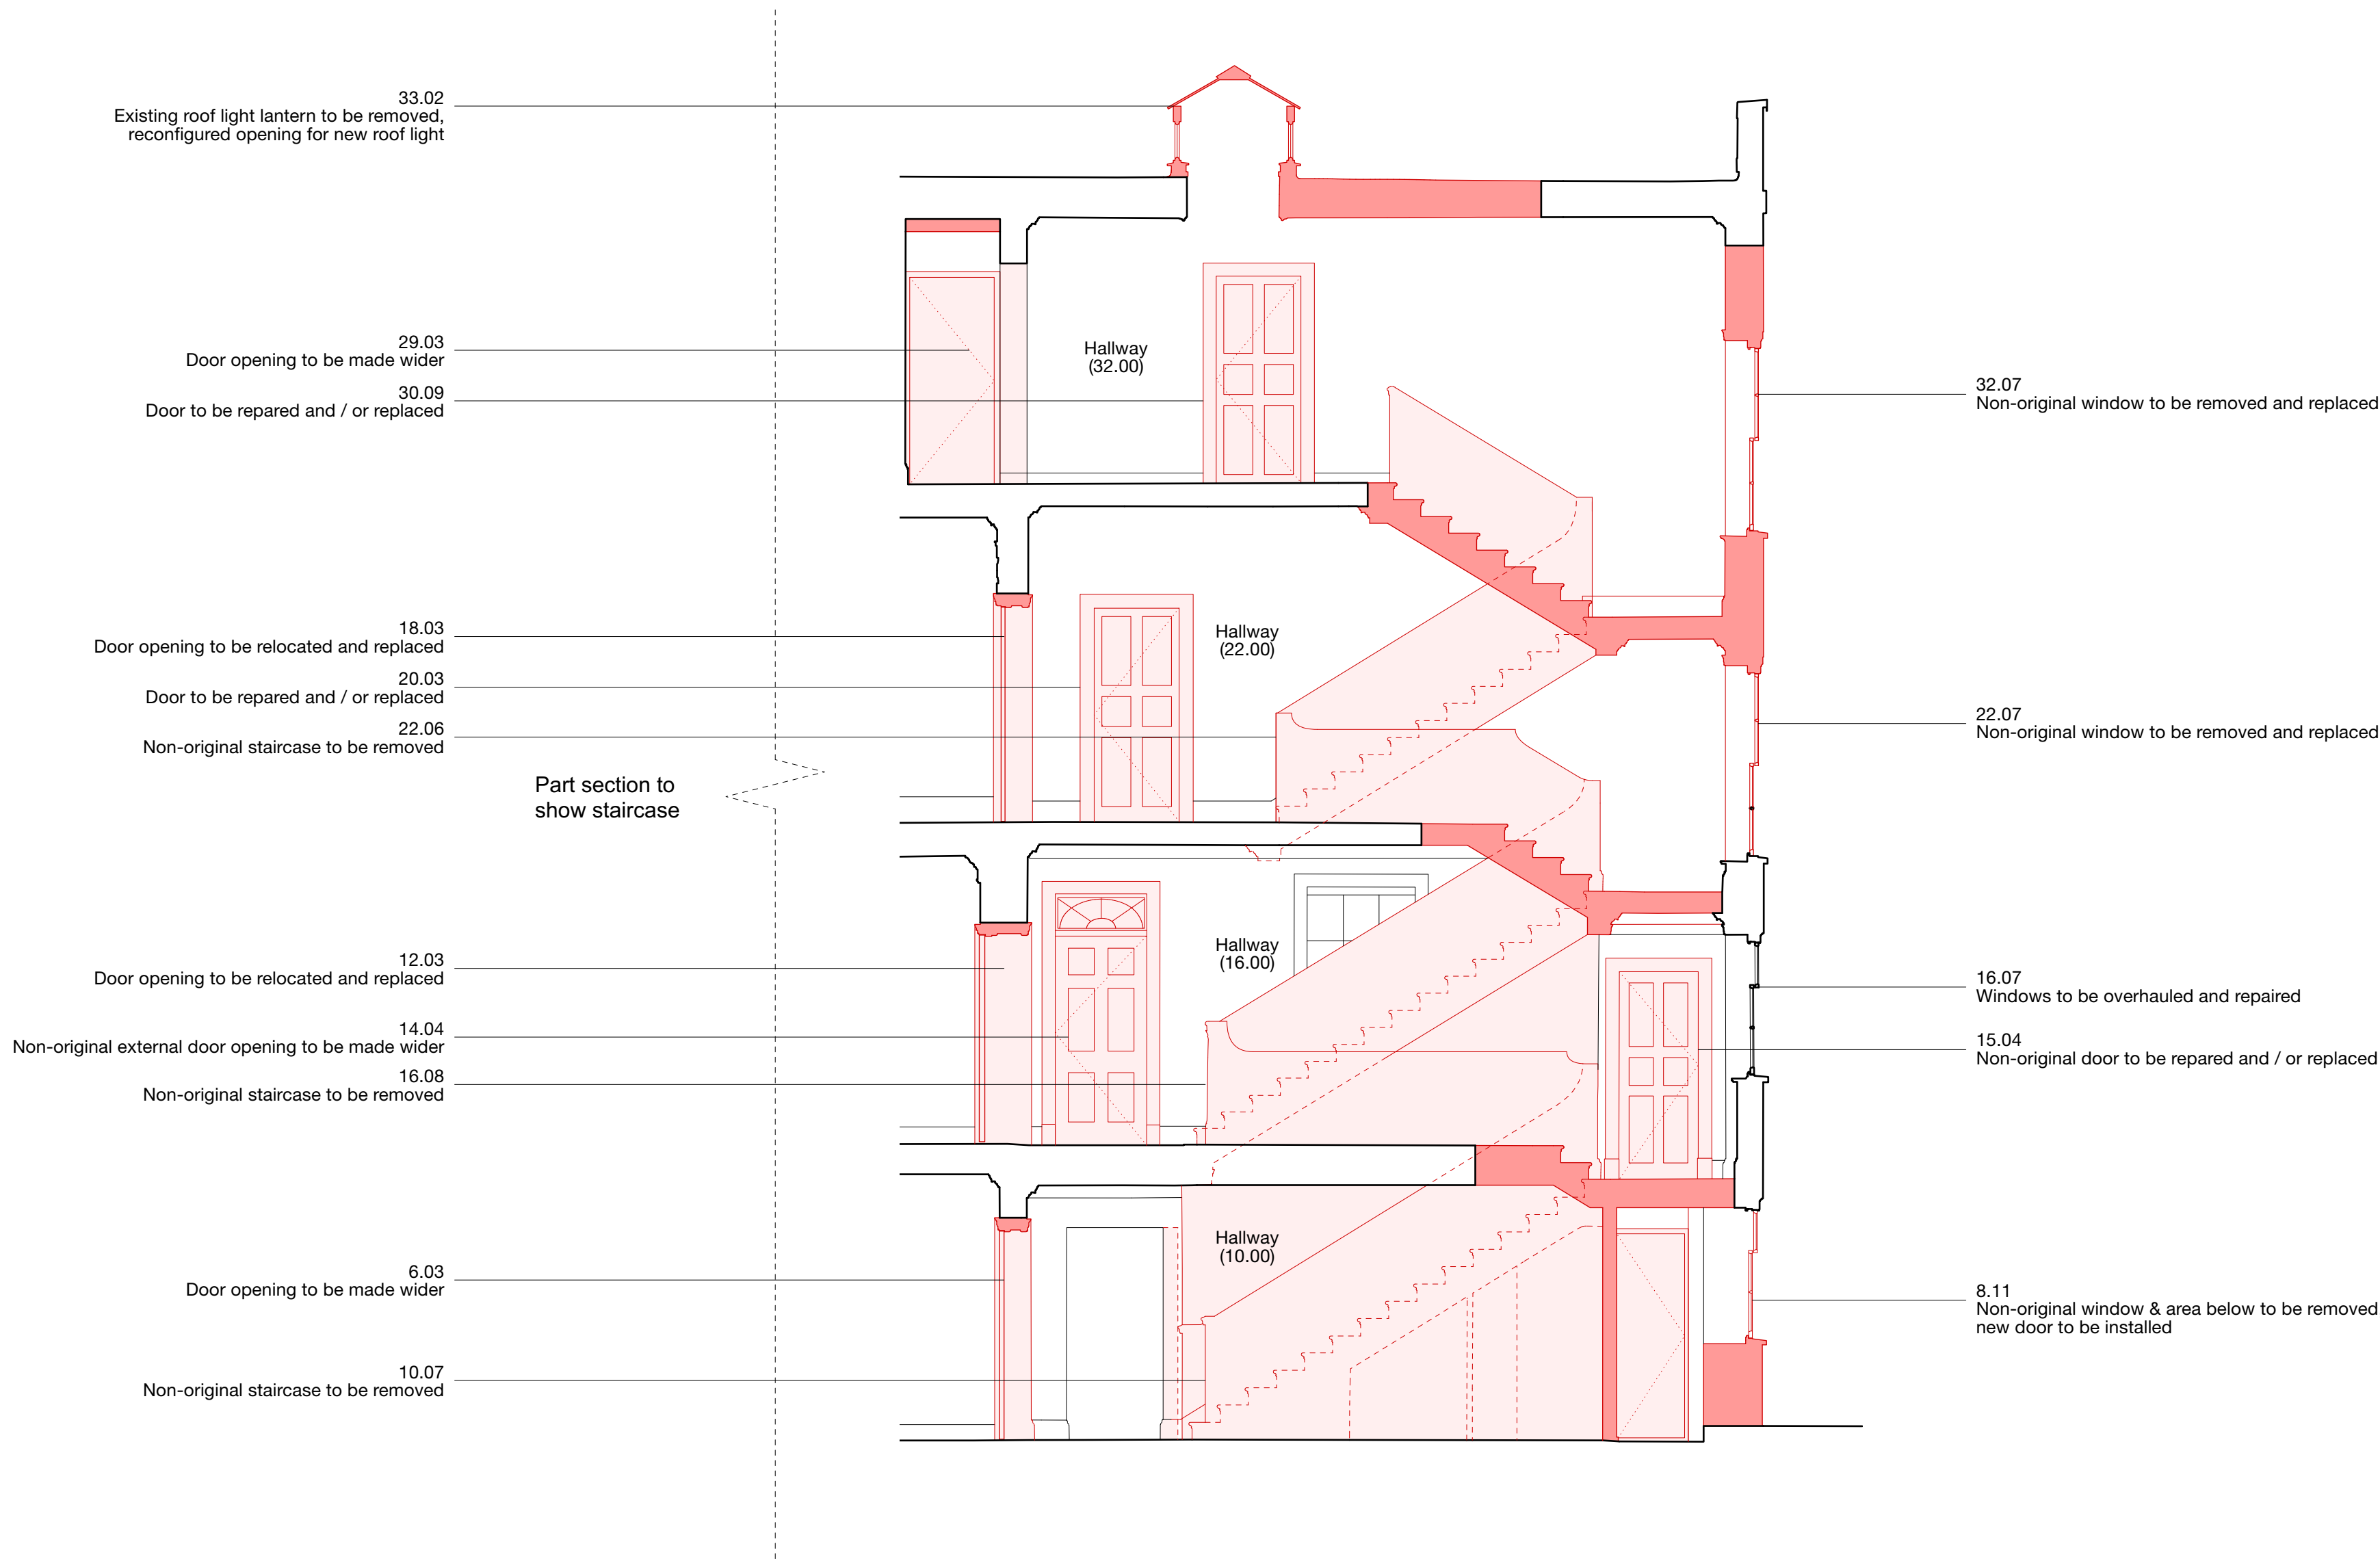 33.02
Existing roof light lantern to be removed,
reconfigured opening for new roof light
29.03
Door opening to be made wider
30.09
Door to be repared and / or replaced
18.03
Door opening to be relocated and replaced
20.03
Door to be repared and / or replaced
22.06
Non-original staircase to be removed
Part section to
show staircase
12.03
Door opening to be relocated and replaced
14.04
Non-original external door opening to be made wider
16.08
Non-original staircase to be removed
6.03
Door opening to be made wider
10.07
Non-original staircase to be removed
Hallway
(32.00)
Hallway
(22.00)
Hallway
(16.00)
Hallway
(10.00)
32.07
Non-original window to be removed and replaced
22.07
Non-original window to be removed and replaced
16.07
Windows to be overhauled and repaired
15.04
Non-original door to be repared and / or replaced
8.11
Non-original window & area below to be removed
new door to be installed